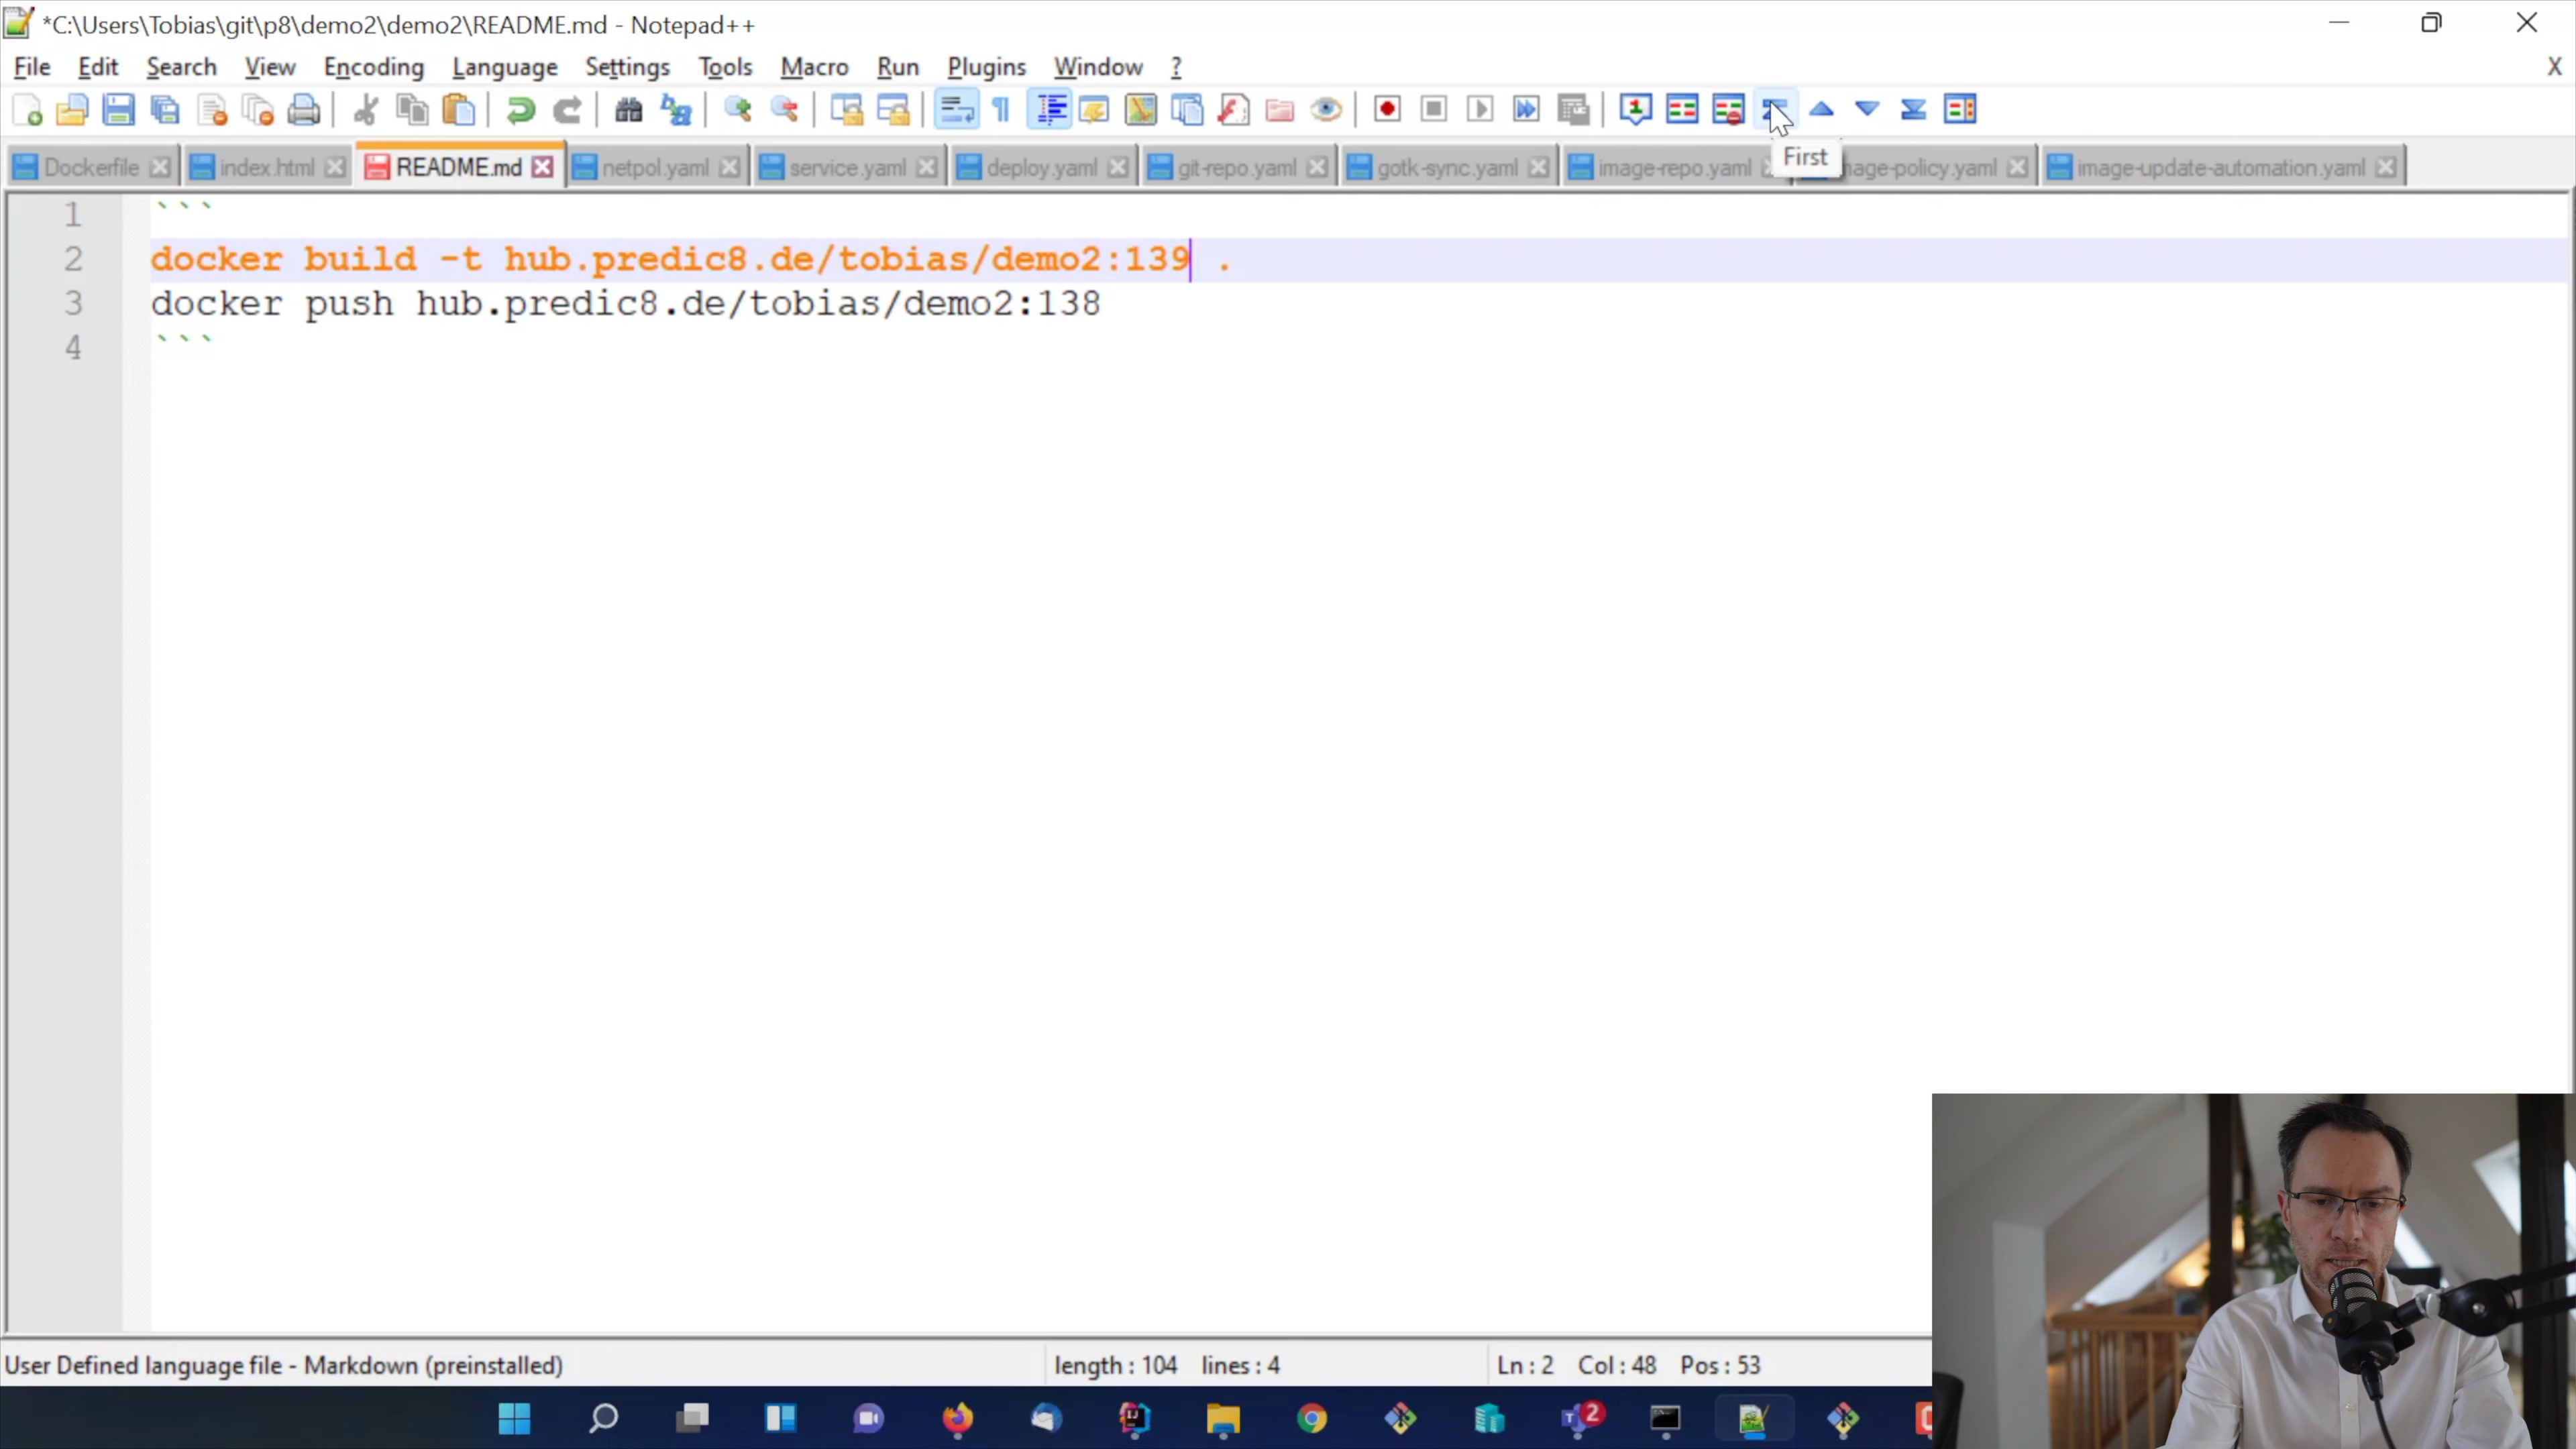 *C:\Users\Tobias\git\p8\demo2\demo2\README.md - Notepad++
File Edit Search View Encoding Language Settings Tools Macro Run Plugins Window ? X
Dockerfile index.html README.md netpol.yaml service.yaml deploy.yaml git-repo.yaml gotk-sync.yaml image-repo.yaml mage-policy.yaml image-update-automation.yaml
First
1 ```
2 docker build -t hub.predic8.de/tobias/demo2:139 .
3 docker push hub.predic8.de/tobias/demo2:138
4 ```
User Defined language file - Markdown (preinstalled) length : 104 lines : 4 Ln : 2 Col : 48 Pos : 53
2